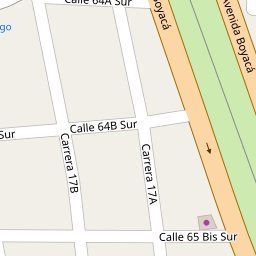 Calle 64A Sur
Boyacá
Avenida Boyacá
go
Sur
Calle 64B Sur
Carrera 17B
Carrera 17A
Calle 65 Bis Sur